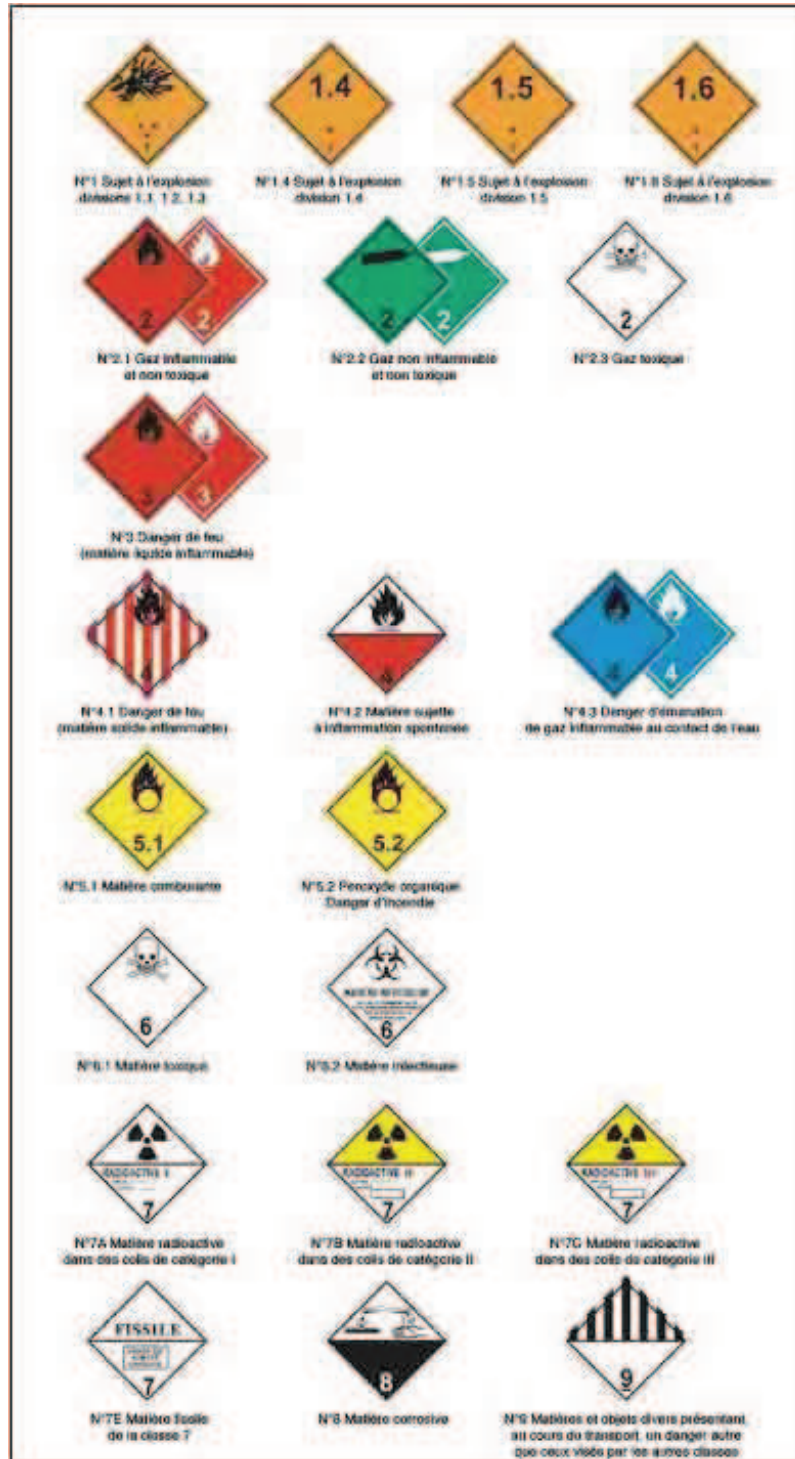 1.4
1.5
1.6
1
N°1 Sujet à l'explosion
divisions 1.1, 1.2, 1.3
N°1.4 Sujet à l'explosion
division 1.4
N°1.5 Sujet à l'explosion
division 1.5
N°1.6 Sujet à l'explosion
division 1.6
2
2
2
2
2
N°2.1 Gaz inflammable
et non toxique
N°2.2 Gaz non inflammable
et non toxique
N°2.3 Gaz toxique
3
3
N°3 Danger de feu
(matière liquide inflammable)
4
4
4
4
N°4.1 Danger de feu
(matière solide inflammable)
N°4.2 Matière sujette
à inflammation spontanée
N°4.3 Danger d'émanation
de gaz inflammable au contact de l'eau
5.1
5.2
N°5.1 Matière comburante
N°5.2 Peroxyde organique
Danger d'incendie
6
6
N°6.1 Matière toxique
N°6.2 Matière infectieuse
RADIOACTIVE I
7
RADIOACTIVE II
7
RADIOACTIVE III
7
N°7A Matière radioactive
dans des colis de catégorie I
N°7B Matière radioactive
dans des colis de catégorie II
N°7C Matière radioactive
dans des colis de catégorie III
FISSILE
7
8
9
N°7E Matière fissile
de la classe 7
N°8 Matière corrosive
N°9 Matières et objets divers présentant,
au cours du transport, un danger autre
que ceux visés par les autres classes